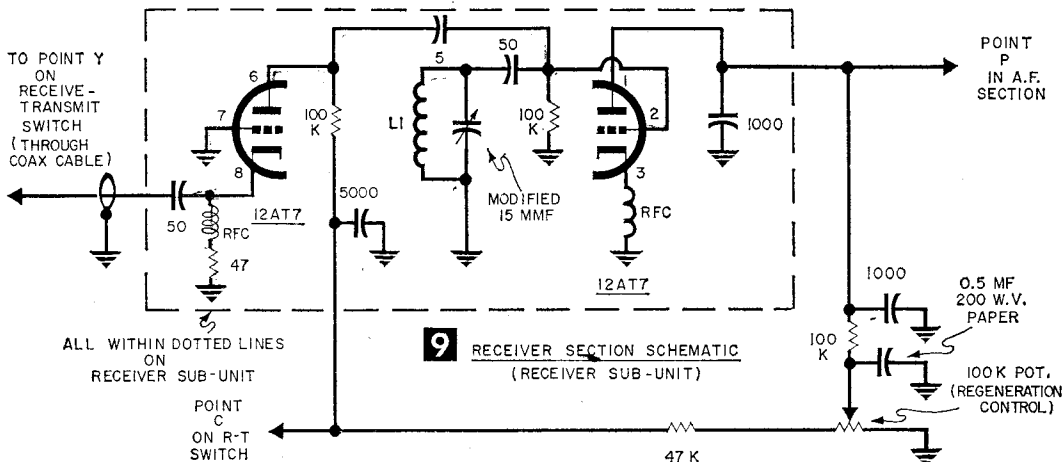 TO POINT Y
ON
RECEIVE-
TRANSMIT
SWITCH
(THROUGH
COAX CABLE)
6
7
8
50
RFC
47
12AT7
100
K
5000
5
50
L1
MODIFIED
15 MMF
100
K
2
3
RFC
12AT7
1000
POINT
P
IN A.F.
SECTION
ALL WITHIN DOTTED LINES
ON
RECEIVER SUB-UNIT
9 RECEIVER SECTION SCHEMATIC
(RECEIVER SUB-UNIT)
1000
0.5 MF
200 W.V.
PAPER
100
K
100K POT.
(REGENERATION
CONTROL)
POINT
C
ON R-T
SWITCH
47 K